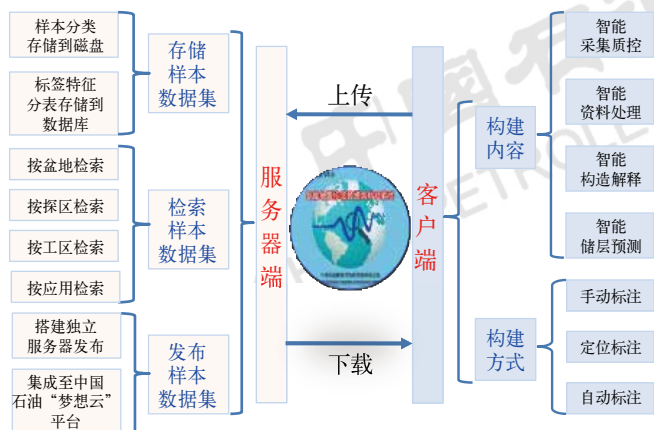 样本分类
存储到磁盘
标签特征
分表存储到
数据库
存储
样本
数据集
按盆地检索
按探区检索
按工区检索
按应用检索
检索
样本
数据集
搭建独立
服务器发布
集成至中国
石油“梦想云”
平台
发布
样本
数据集
服务器端
上传
下载
客户端
构建
内容
智能
采集质控
智能
资料处理
智能
构造解释
智能
储层预测
构建
方式
手动标注
定位标注
自动标注